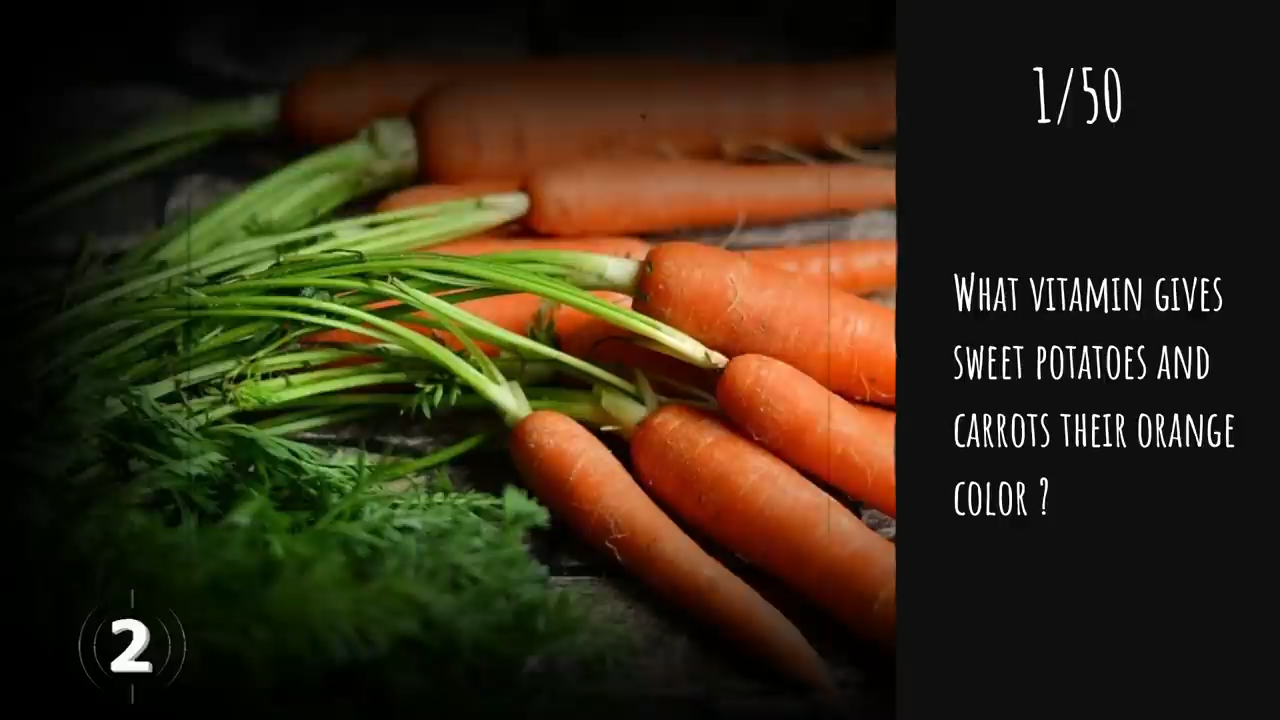 1/50
What vitamin gives
sweet potatoes and
carrots their orange
color ?
2